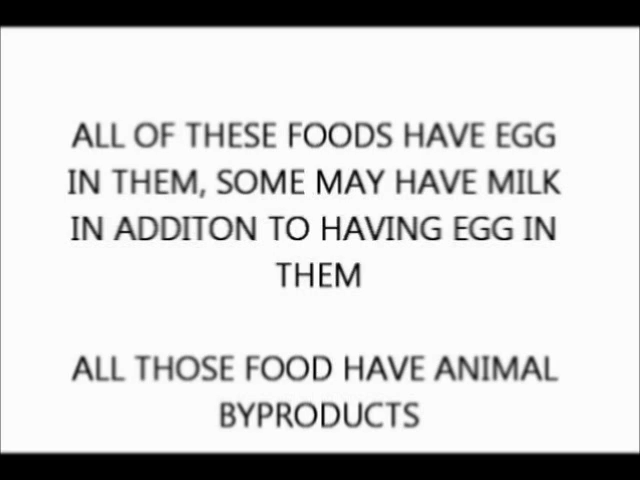 ALL OF THESE FOODS HAVE EGG
IN THEM, SOME MAY HAVE MILK
IN ADDITON TO HAVING EGG IN
THEM
ALL THOSE FOOD HAVE ANIMAL
BYPRODUCTS